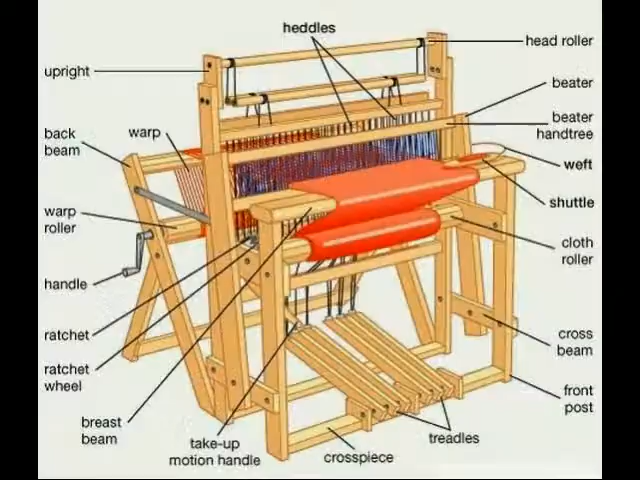 heddles
head roller
upright
beater
back
beam
warp
beater
handtree
weft
shuttle
warp
roller
cloth
roller
handle
ratchet
ratchet
wheel
cross
beam
breast
beam
take-up
motion handle
crosspiece
treadles
front
post